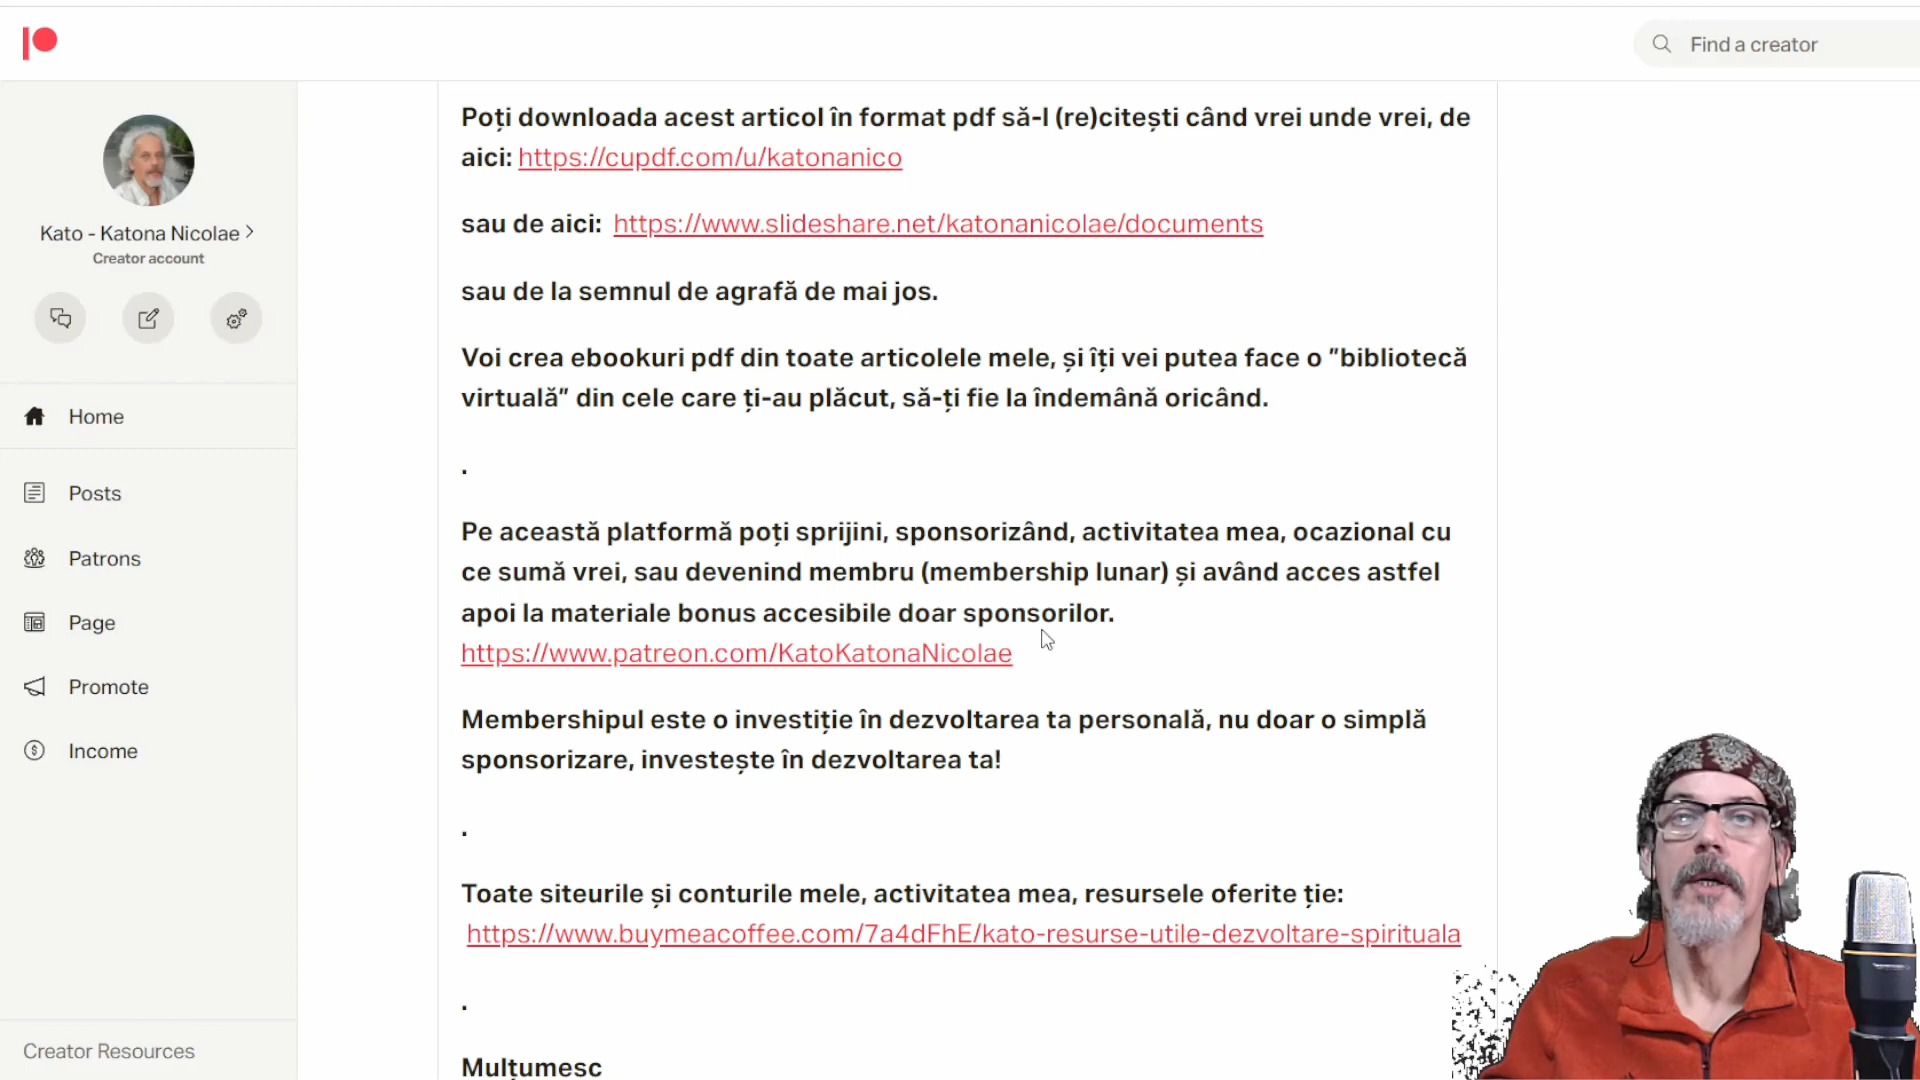 Find a creator
Kato - Katona Nicolae
Creator account
Home
Posts
Patrons
Page
Promote
Income
Creator Resources
Poți downloada acest articol în format pdf să-l (re)citești când vrei unde vrei, de
aici: https://cupdf.com/u/katonanico
sau de aici: https://www.slideshare.net/katonanicolae/documents
sau de la semnul de agrafă de mai jos.
Voi crea ebookuri pdf din toate articolele mele, și îți vei putea face o ”bibliotecă
virtuală” din cele care ți-au plăcut, să-ți fie la îndemână oricând.
.
Pe această platformă poți sprijini, sponsorizând, activitatea mea, ocazional cu
ce sumă vrei, sau devenind membru (membership lunar) și având acces astfel
apoi la materiale bonus accesibile doar sponsorilor.
https://www.patreon.com/KatoKatonaNicolae
Membershipul este o investiție în dezvoltarea ta personală, nu doar o simplă
sponsorizare, investește în dezvoltarea ta!
.
Toate siteurile și conturile mele, activitatea mea, resursele oferite ție:
https://www.buymeacoffee.com/7a4dFhE/kato-resurse-utile-dezvoltare-spirituala
.
Mulțumesc